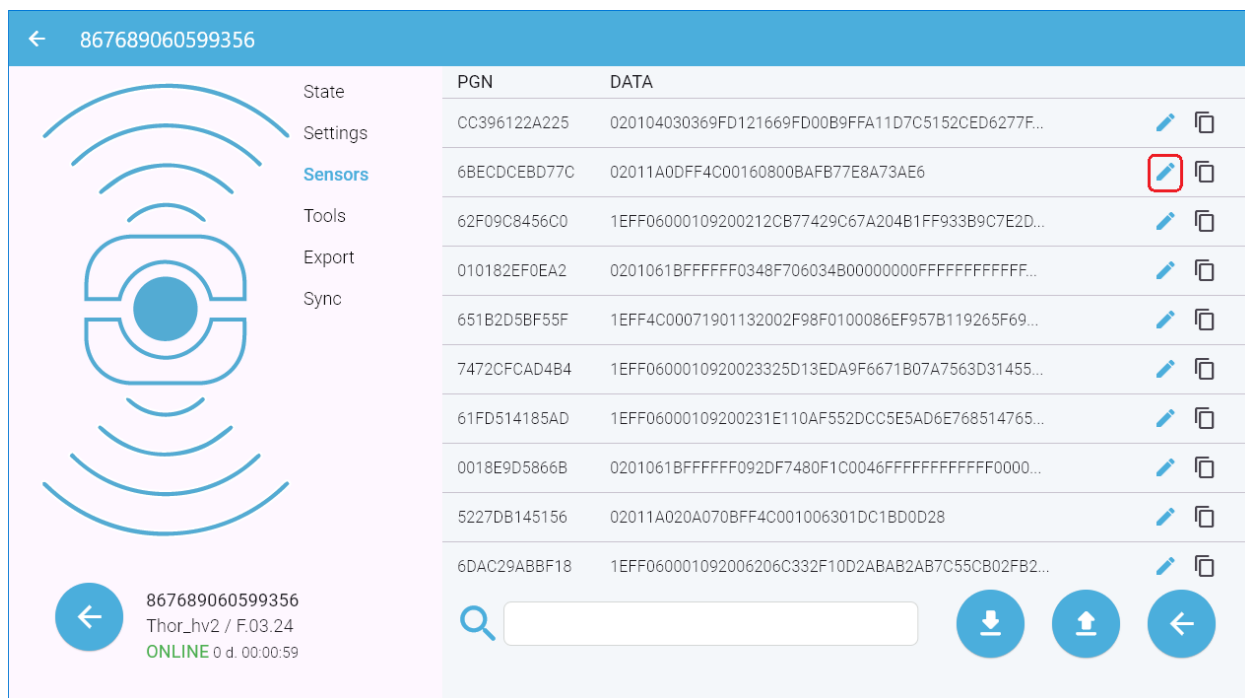 867689060599356
State
Settings
Sensors
Tools
Export
Sync
867689060599356
Thor_hv2 / F.03.24
ONLINE 0 d. 00:00:59
PGN DATA
CC396122A225 020104030369FD121669FD00B9FFA11D7C5152CED6277F...
6BECDCEBD77C 02011A0DFF4C00160800BAFB77E8A73AE6
62F09C8456C0 1EFF06000109200212CB77429C67A204B1FF933B9C7E2D...
010182EF0EA2 0201061BFFFFFF0348F706034B00000000FFFFFFFFFFFF...
651B2D5BF55F 1EFF4C00071901132002F98F0100086EF957B119265F69...
7472CFCAD4B4 1EFF0600010920023325D13EDA9F6671B07A7563D31455...
61FD514185AD 1EFF06000109200231E110AF552DCC5E5AD6E768514765...
0018E9D5866B 0201061BFFFFFF092DF7480F1C0046FFFFFFFFFFFF0000...
5227DB145156 02011A020A070BFF4C001006301DC1BD0D28
6DAC29ABBF18 1EFF060001092006206C332F10D2ABAB2AB7C55CB02FB2...